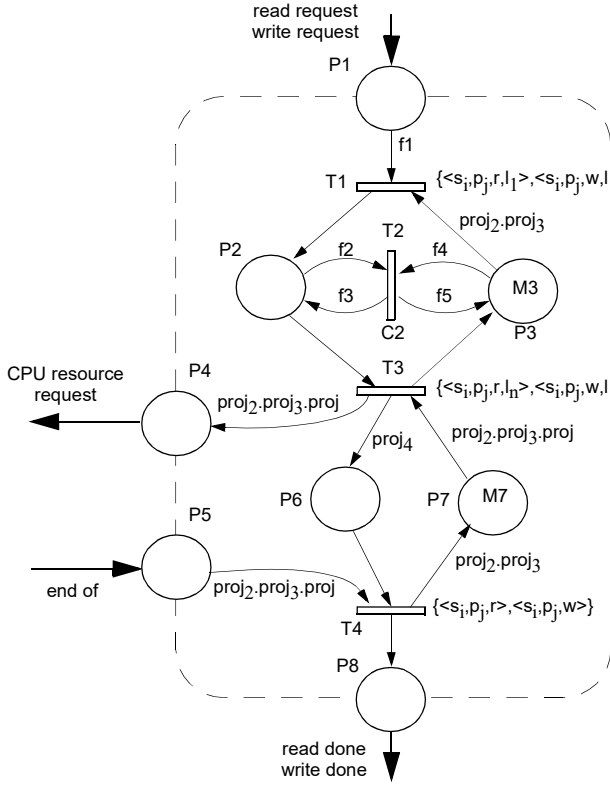 read request
write request
P1
f1
T1
{<si,pj,r,l1>,<si,pj,w,l
proj2.proj3
T2
P2
f2
f4
M3
f3
f5
C2
P3
T3
P4
{<si,pj,r,ln>,<si,pj,w,l
CPU resource
request
proj2.proj3.proj
proj4
proj2.proj3.proj
P6
P7
M7
P5
proj2.proj3
end of
proj2.proj3.proj
{<si,pj,r>,<si,pj,w>}
T4
P8
read done
write done